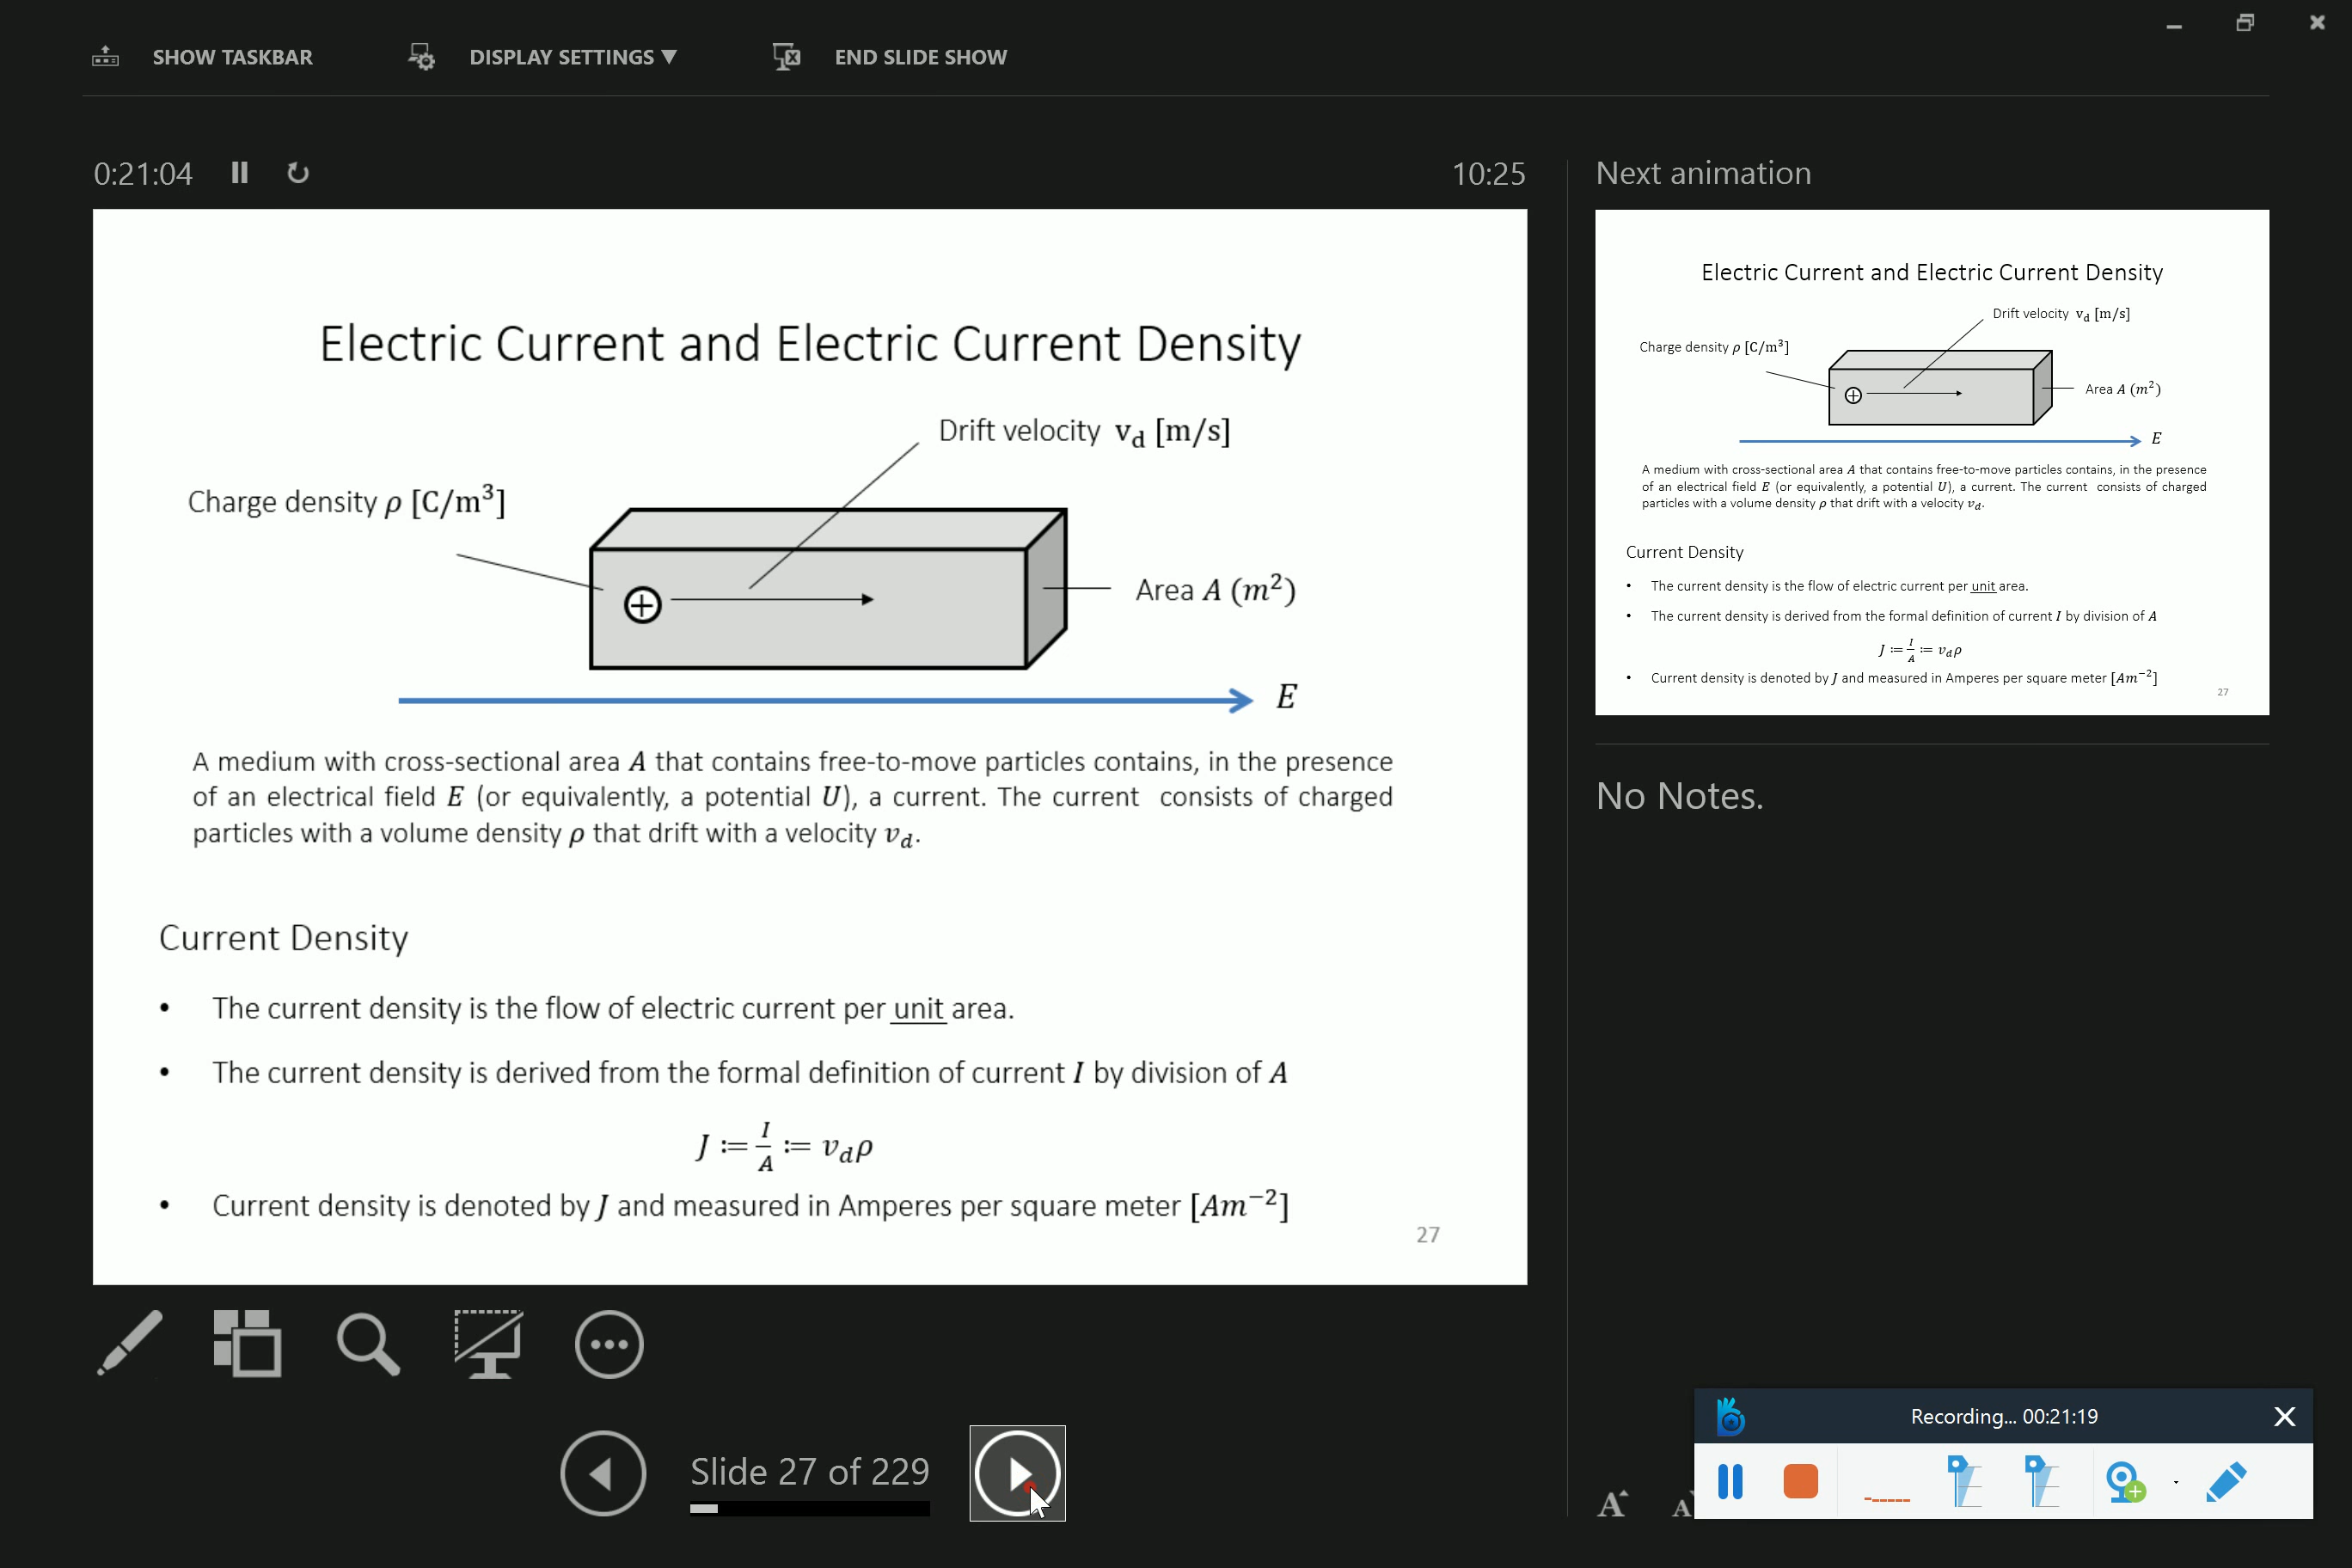 SHOW TASKBAR
DISPLAY SETTINGS ▼
END SLIDE SHOW
0:21:04
10:25
Next animation
Electric Current and Electric Current Density
Drift velocity v_d [m/s]
Charge density ρ [C/m³]
Area A (m²)
E
A medium with cross-sectional area A that contains free-to-move particles contains, in the presence
of an electrical field E (or equivalently, a potential U), a current. The current consists of charged
particles with a volume density ρ that drift with a velocity v_d.
Current Density
• The current density is the flow of electric current per unit area.
• The current density is derived from the formal definition of current I by division of A
J ≔ I/A ≔ v_dρ
• Current density is denoted by J and measured in Amperes per square meter [Am⁻²]
27
Electric Current and Electric Current Density
Drift velocity v_d [m/s]
Charge density ρ [C/m³]
Area A (m²)
E
A medium with cross-sectional area A that contains free-to-move particles contains, in the presence
of an electrical field E (or equivalently, a potential U), a current. The current consists of charged
particles with a volume density ρ that drift with a velocity v_d.
Current Density
• The current density is the flow of electric current per unit area.
• The current density is derived from the formal definition of current I by division of A
J ≔ I/A ≔ v_dρ
• Current density is denoted by J and measured in Amperes per square meter [Am⁻²]
27
No Notes.
Slide 27 of 229
A A
Recording... 00:21:19